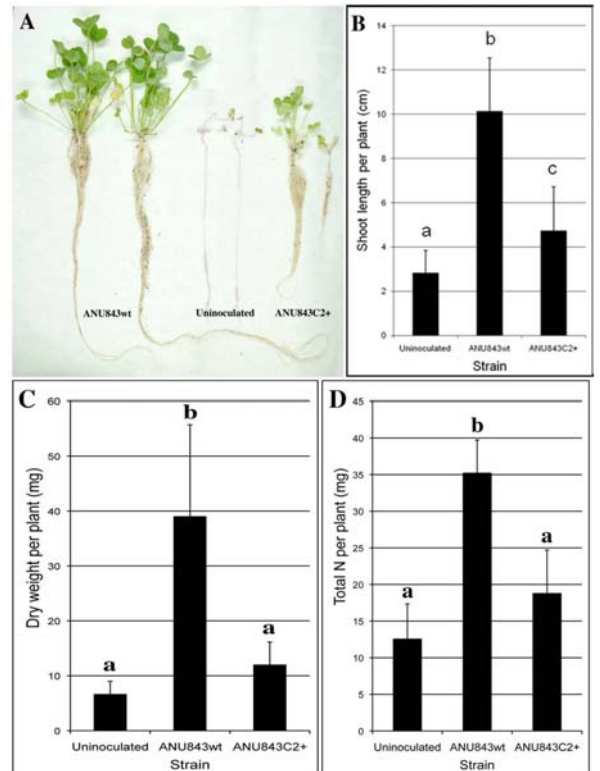 A
ANU843wt
Uninoculated
ANU843C2+
B
Shoot length per plant (cm)
14
12
10
8
6
4
2
0
a
b
c
Uninoculated ANU843wt ANU843C2+
Strain
C
Dry weight per plant (mg)
60
50
40
30
20
10
0
a
b
a
Uninoculated ANU843wt ANU843C2+
Strain
D
Total N per plant (mg)
45
40
35
30
25
20
15
10
5
0
a
b
a
Uninoculated ANU843wt ANU843C2+
Strain